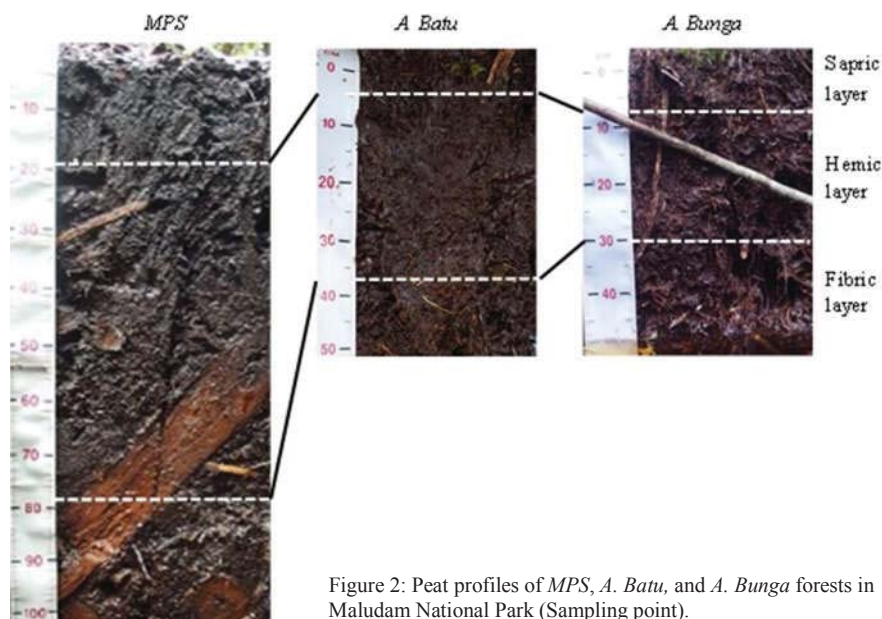 MPS
A Batu
A. Bunga
Sapric
layer
Hemic
layer
Fibric
layer
10
20
30
40
50
60
70
80
90
100
0
10
20
30
40
50
0
10
20
30
40
Figure 2: Peat profiles of MPS, A. Batu, and A. Bunga forests in
Maludam National Park (Sampling point).